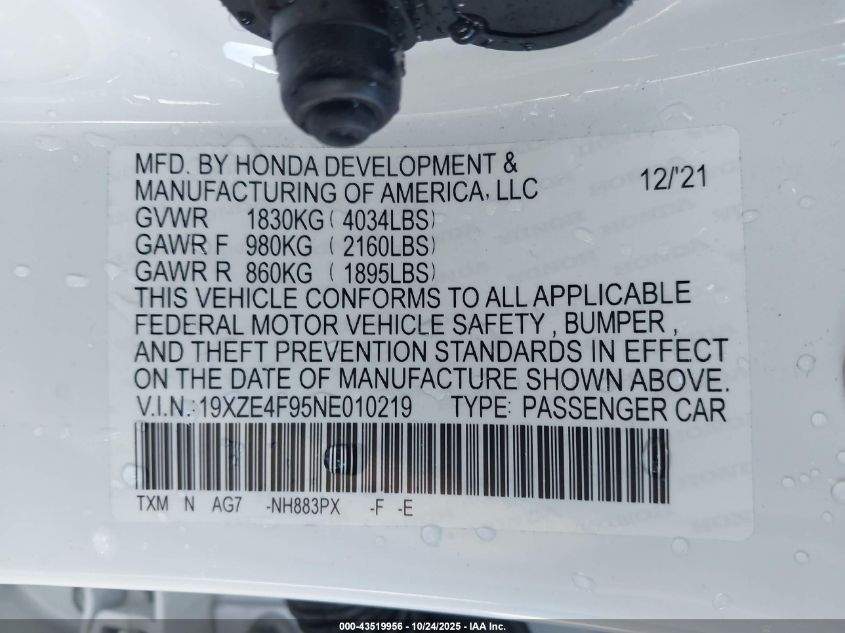 MFD. BY HONDA DEVELOPMENT &
MANUFACTURING OF AMERICA, LLC 12/'21
GVWR 1830KG ( 4034LBS)
GAWR F 980KG ( 2160LBS)
GAWR R 860KG ( 1895LBS)
THIS VEHICLE CONFORMS TO ALL APPLICABLE
FEDERAL MOTOR VEHICLE SAFETY , BUMPER ,
AND THEFT PREVENTION STANDARDS IN EFFECT
ON THE DATE OF MANUFACTURE SHOWN ABOVE.
V.I.N.: 19XZE4F95NE010219 TYPE: PASSENGER CAR
TXM N AG7 -NH883PX -F -E
000-43519956 - 10/24/2025 - IAA Inc.